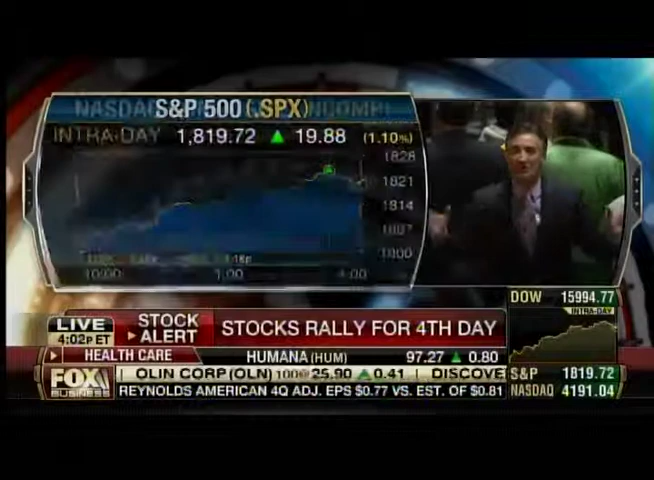 S&P 500 (.SPX)
INTRA-DAY 1,819.72 ▲ 19.88 (1.10%)
1828
1821
1814
1807
1800
10:00 1:00 4:00
DOW 15994.77
INTRA-DAY
LIVE
4:02P ET
STOCK
ALERT
STOCKS RALLY FOR 4TH DAY
HEALTH CARE HUMANA (HUM) 97.27 ▲ 0.80
FOX
BUSINESS
OLIN CORP (OLN) 25.90 ▲ 0.41 DISCOVE
REYNOLDS AMERICAN 4Q ADJ. EPS $0.77 VS. EST. OF $0.81
S&P 1819.72
NASDAQ 4191.04